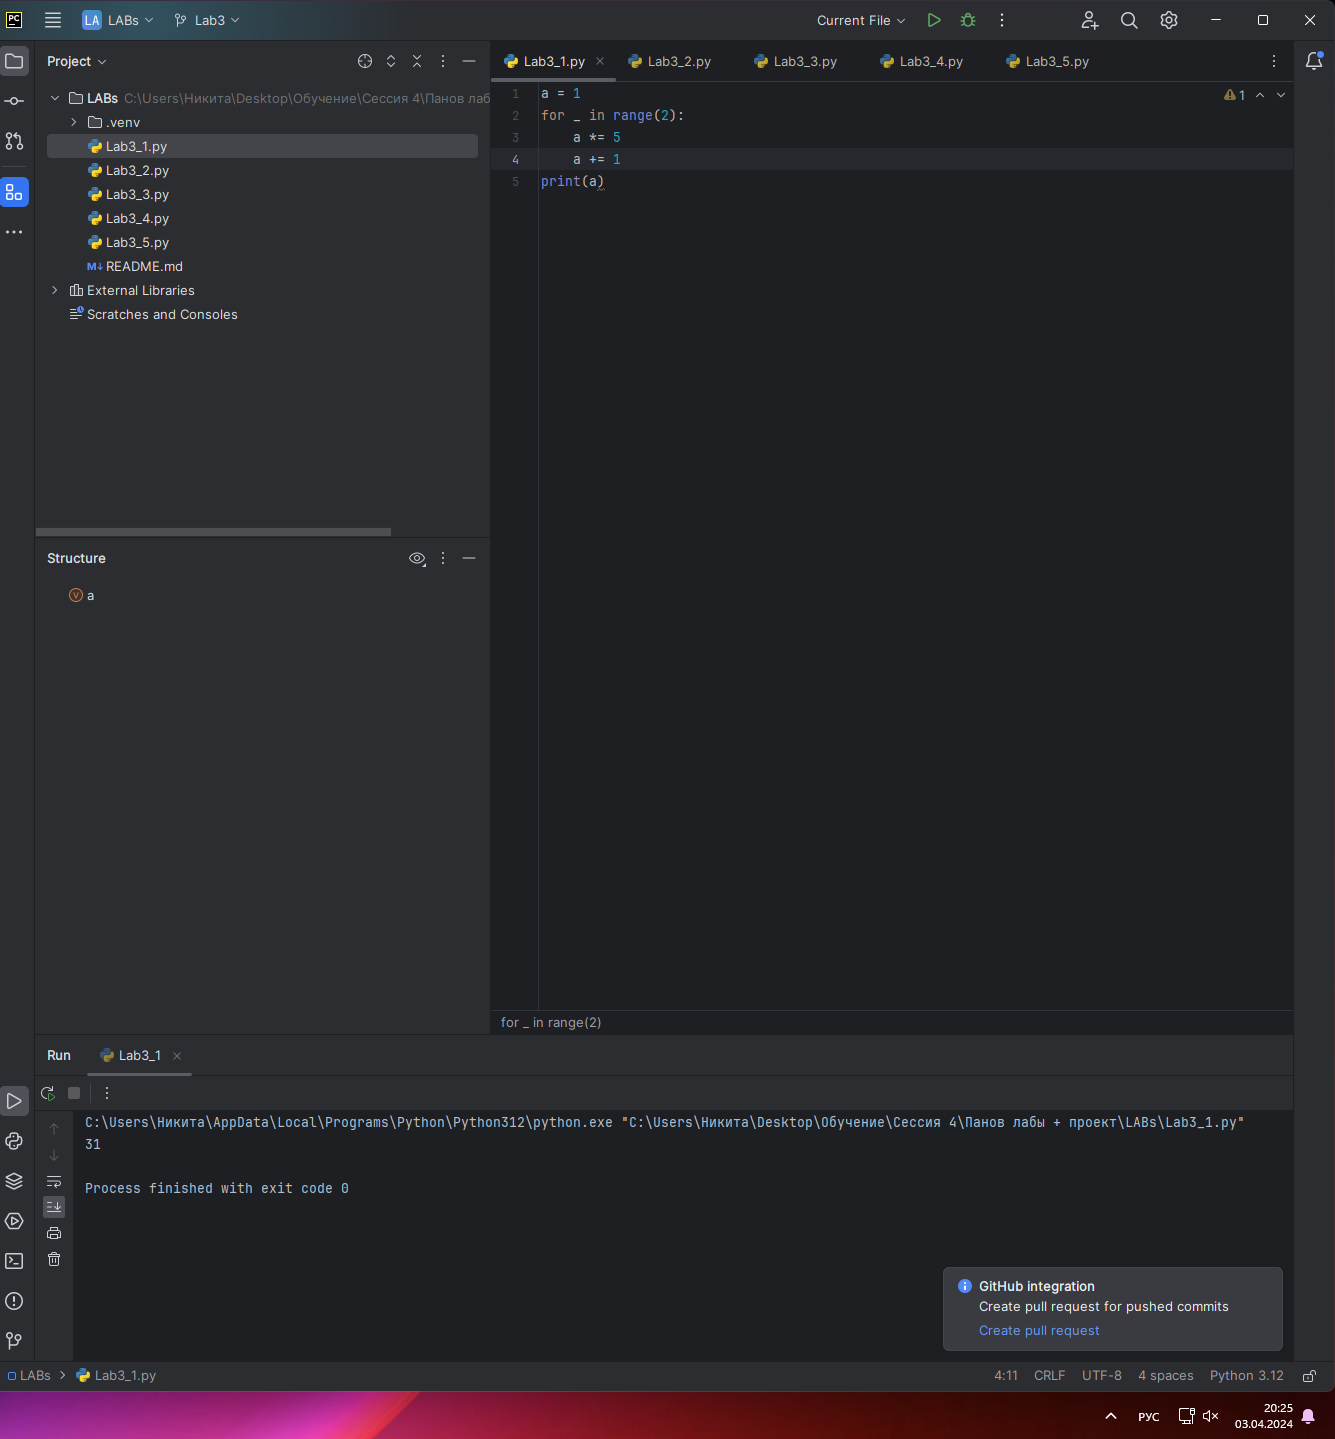 PC
LA LABs Lab3 Current File
Project
LABs C:\Users\Никита\Desktop\Обучение\Сессия 4\Панов лаб
.venv
Lab3_1.py
Lab3_2.py
Lab3_3.py
Lab3_4.py
Lab3_5.py
M↓ README.md
External Libraries
Scratches and Consoles
Structure
V a
Lab3_1.py Lab3_2.py Lab3_3.py Lab3_4.py Lab3_5.py
1 a = 1
2 for _ in range(2):
3 a *= 5
4 a += 1
5 print(a)
1
for _ in range(2)
Run Lab3_1
C:\Users\Никита\AppData\Local\Programs\Python\Python312\python.exe "C:\Users\Никита\Desktop\Обучение\Сессия 4\Панов лабы + проект\LABs\Lab3_1.py"
31
Process finished with exit code 0
GitHub integration
Create pull request for pushed commits
Create pull request
LABs > Lab3_1.py 4:11 CRLF UTF-8 4 spaces Python 3.12
РУС 20:25
03.04.2024